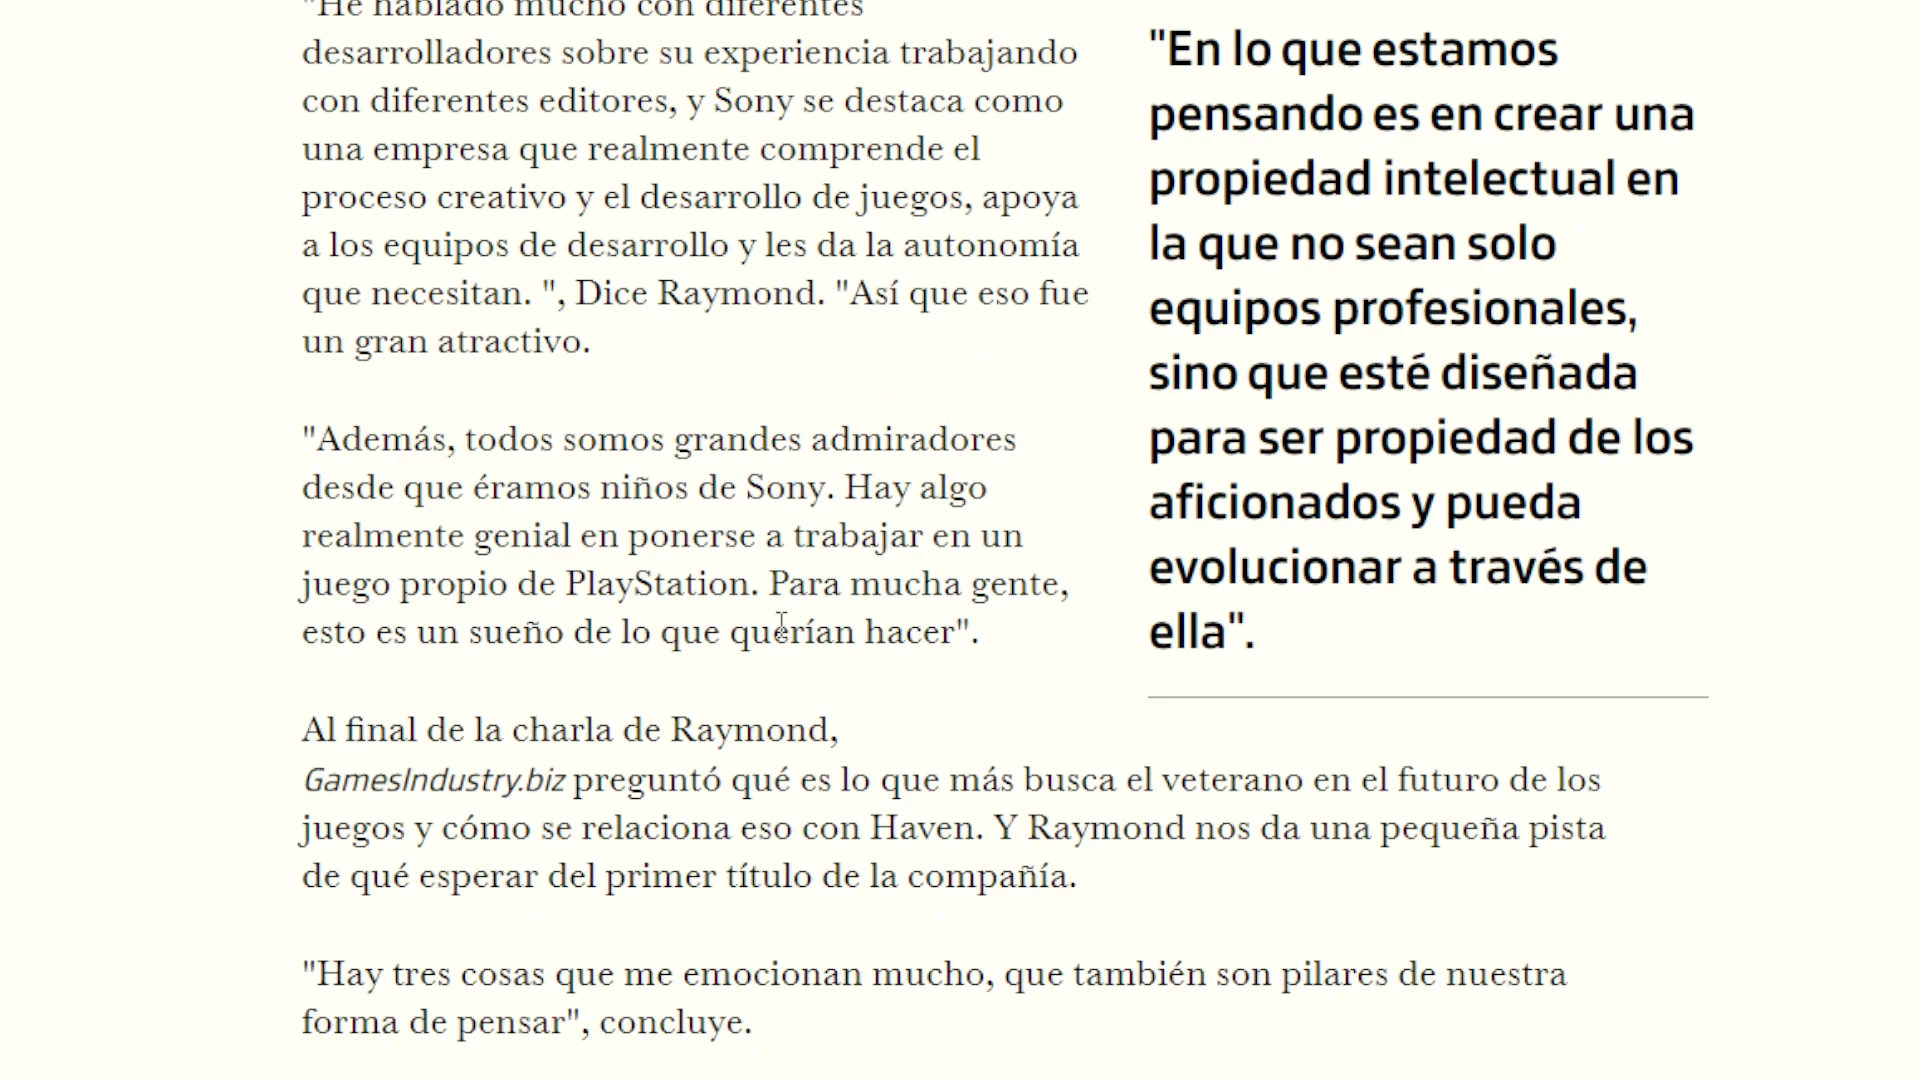 "He hablado mucho con diferentes
desarrolladores sobre su experiencia trabajando
con diferentes editores, y Sony se destaca como
una empresa que realmente comprende el
proceso creativo y el desarrollo de juegos, apoya
a los equipos de desarrollo y les da la autonomía
que necesitan. ", Dice Raymond. "Así que eso fue
un gran atractivo.
"Además, todos somos grandes admiradores
desde que éramos niños de Sony. Hay algo
realmente genial en ponerse a trabajar en un
juego propio de PlayStation. Para mucha gente,
esto es un sueño de lo que querían hacer".
"En lo que estamos
pensando es en crear una
propiedad intelectual en
la que no sean solo
equipos profesionales,
sino que esté diseñada
para ser propiedad de los
aficionados y pueda
evolucionar a través de
ella".
Al final de la charla de Raymond,
GamesIndustry.biz preguntó qué es lo que más busca el veterano en el futuro de los
juegos y cómo se relaciona eso con Haven. Y Raymond nos da una pequeña pista
de qué esperar del primer título de la compañía.
"Hay tres cosas que me emocionan mucho, que también son pilares de nuestra
forma de pensar", concluye.